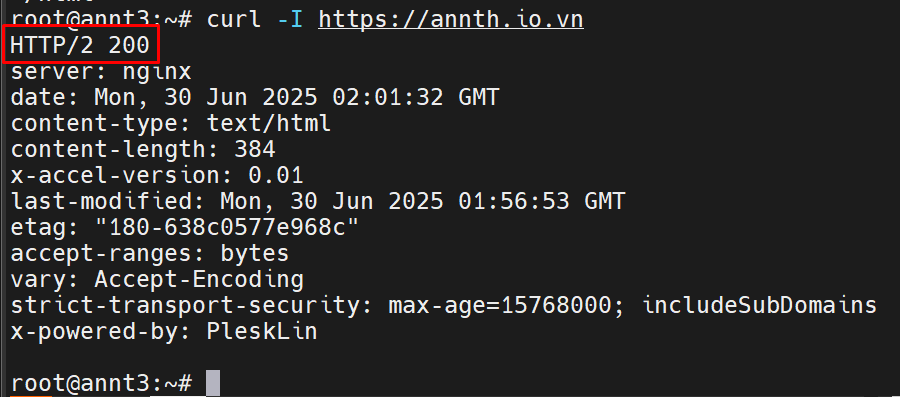 root@annt3:~# curl -I https://annth.io.vn
HTTP/2 200
server: nginx
date: Mon, 30 Jun 2025 02:01:32 GMT
content-type: text/html
content-length: 384
x-accel-version: 0.01
last-modified: Mon, 30 Jun 2025 01:56:53 GMT
etag: "180-638c0577e968c"
accept-ranges: bytes
vary: Accept-Encoding
strict-transport-security: max-age=15768000; includeSubDomains
x-powered-by: PleskLin
root@annt3:~#